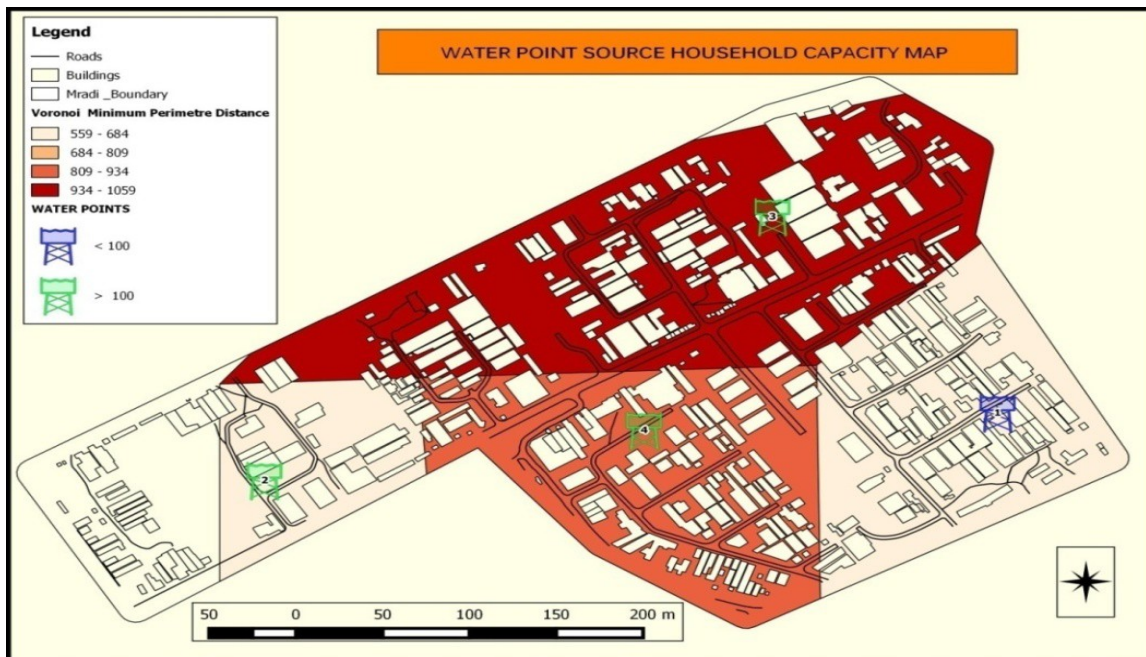 Legend
Roads
Buildings
Mradi _Boundary
Voronoi Minimum Perimetre Distance
559 - 684
684 - 809
809 - 934
934 - 1059
WATER POINTS
< 100
> 100
WATER POINT SOURCE HOUSEHOLD CAPACITY MAP
3
1
4
2
50 0 50 100 150 200 m